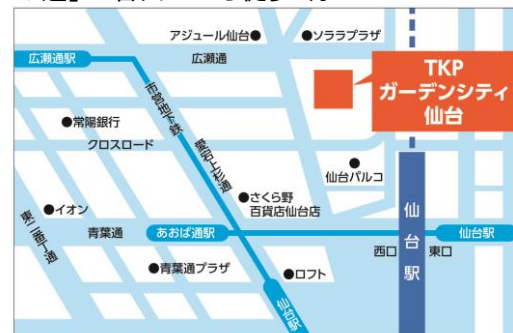 アジュール仙台●
●ソララプラザ
広瀬通駅
広瀬通
TKP
ガーデンシティ
仙台
市営地下鉄
愛宕上杉通
●常陽銀行
クロスロード
●
仙台パルコ
●さくら野
百貨店仙台店
●イオン
東二番丁通
青葉通
あおば通駅
仙台駅
西口
東口
仙台駅
●青葉通プラザ
●ロフト
仙台駅